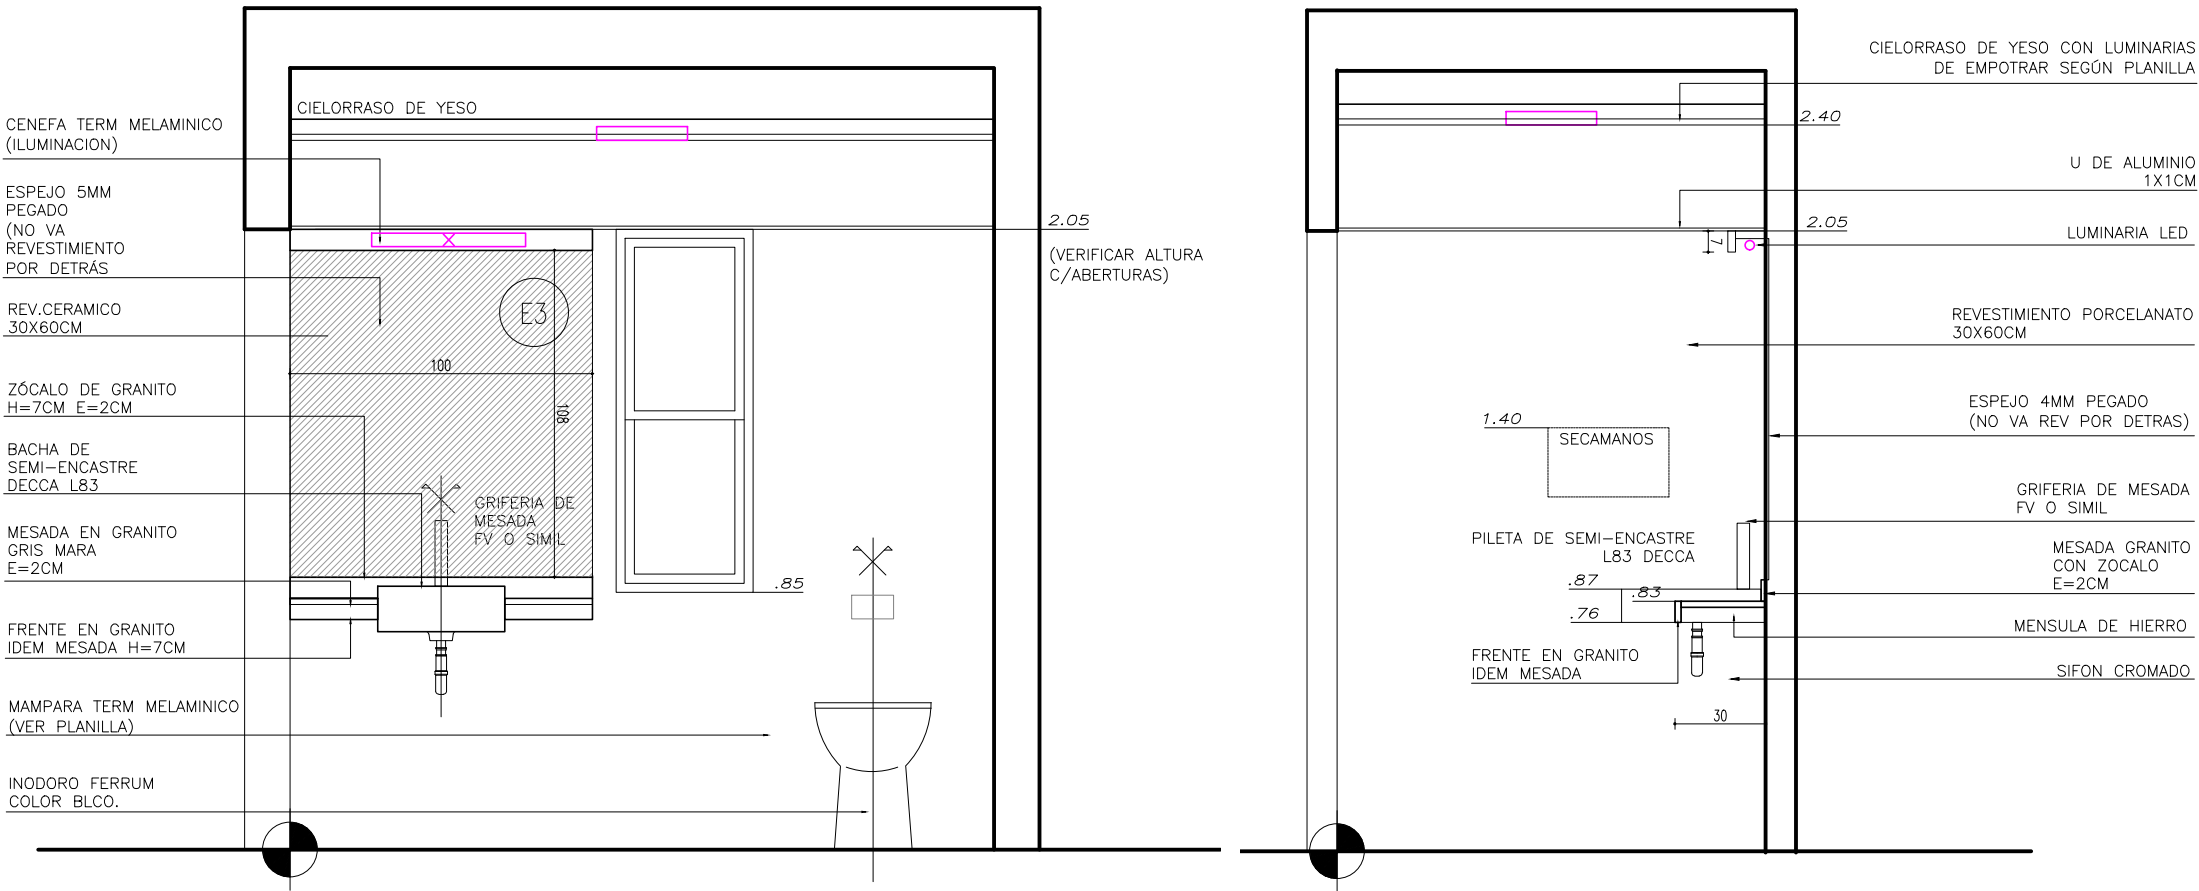 CIELORRASO DE YESO
CENEFA TERM MELAMINICO
(ILUMINACION)
ESPEJO 5MM
PEGADO
(NO VA
REVESTIMIENTO
POR DETRÁS
REV.CERAMICO
30X60CM
ZÓCALO DE GRANITO
H=7CM E=2CM
BACHA DE
SEMI-ENCASTRE
DECCA L83
MESADA EN GRANITO
GRIS MARA
E=2CM
FRENTE EN GRANITO
IDEM MESADA H=7CM
MAMPARA TERM MELAMINICO
(VER PLANILLA)
INODORO FERRUM
COLOR BLCO.
E3
100
108
GRIFERIA DE
MESADA
FV O SIMIL
.85
2.05
(VERIFICAR ALTURA
C/ABERTURAS)
CIELORRASO DE YESO CON LUMINARIAS
DE EMPOTRAR SEGÚN PLANILLA
2.40
U DE ALUMINIO
1X1CM
2.05
7
LUMINARIA LED
REVESTIMIENTO PORCELANATO
30X60CM
ESPEJO 4MM PEGADO
(NO VA REV POR DETRAS)
1.40
SECAMANOS
GRIFERIA DE MESADA
FV O SIMIL
PILETA DE SEMI-ENCASTRE
L83 DECCA
MESADA GRANITO
CON ZOCALO
E=2CM
.87
.83
.76
MENSULA DE HIERRO
FRENTE EN GRANITO
IDEM MESADA
SIFON CROMADO
30